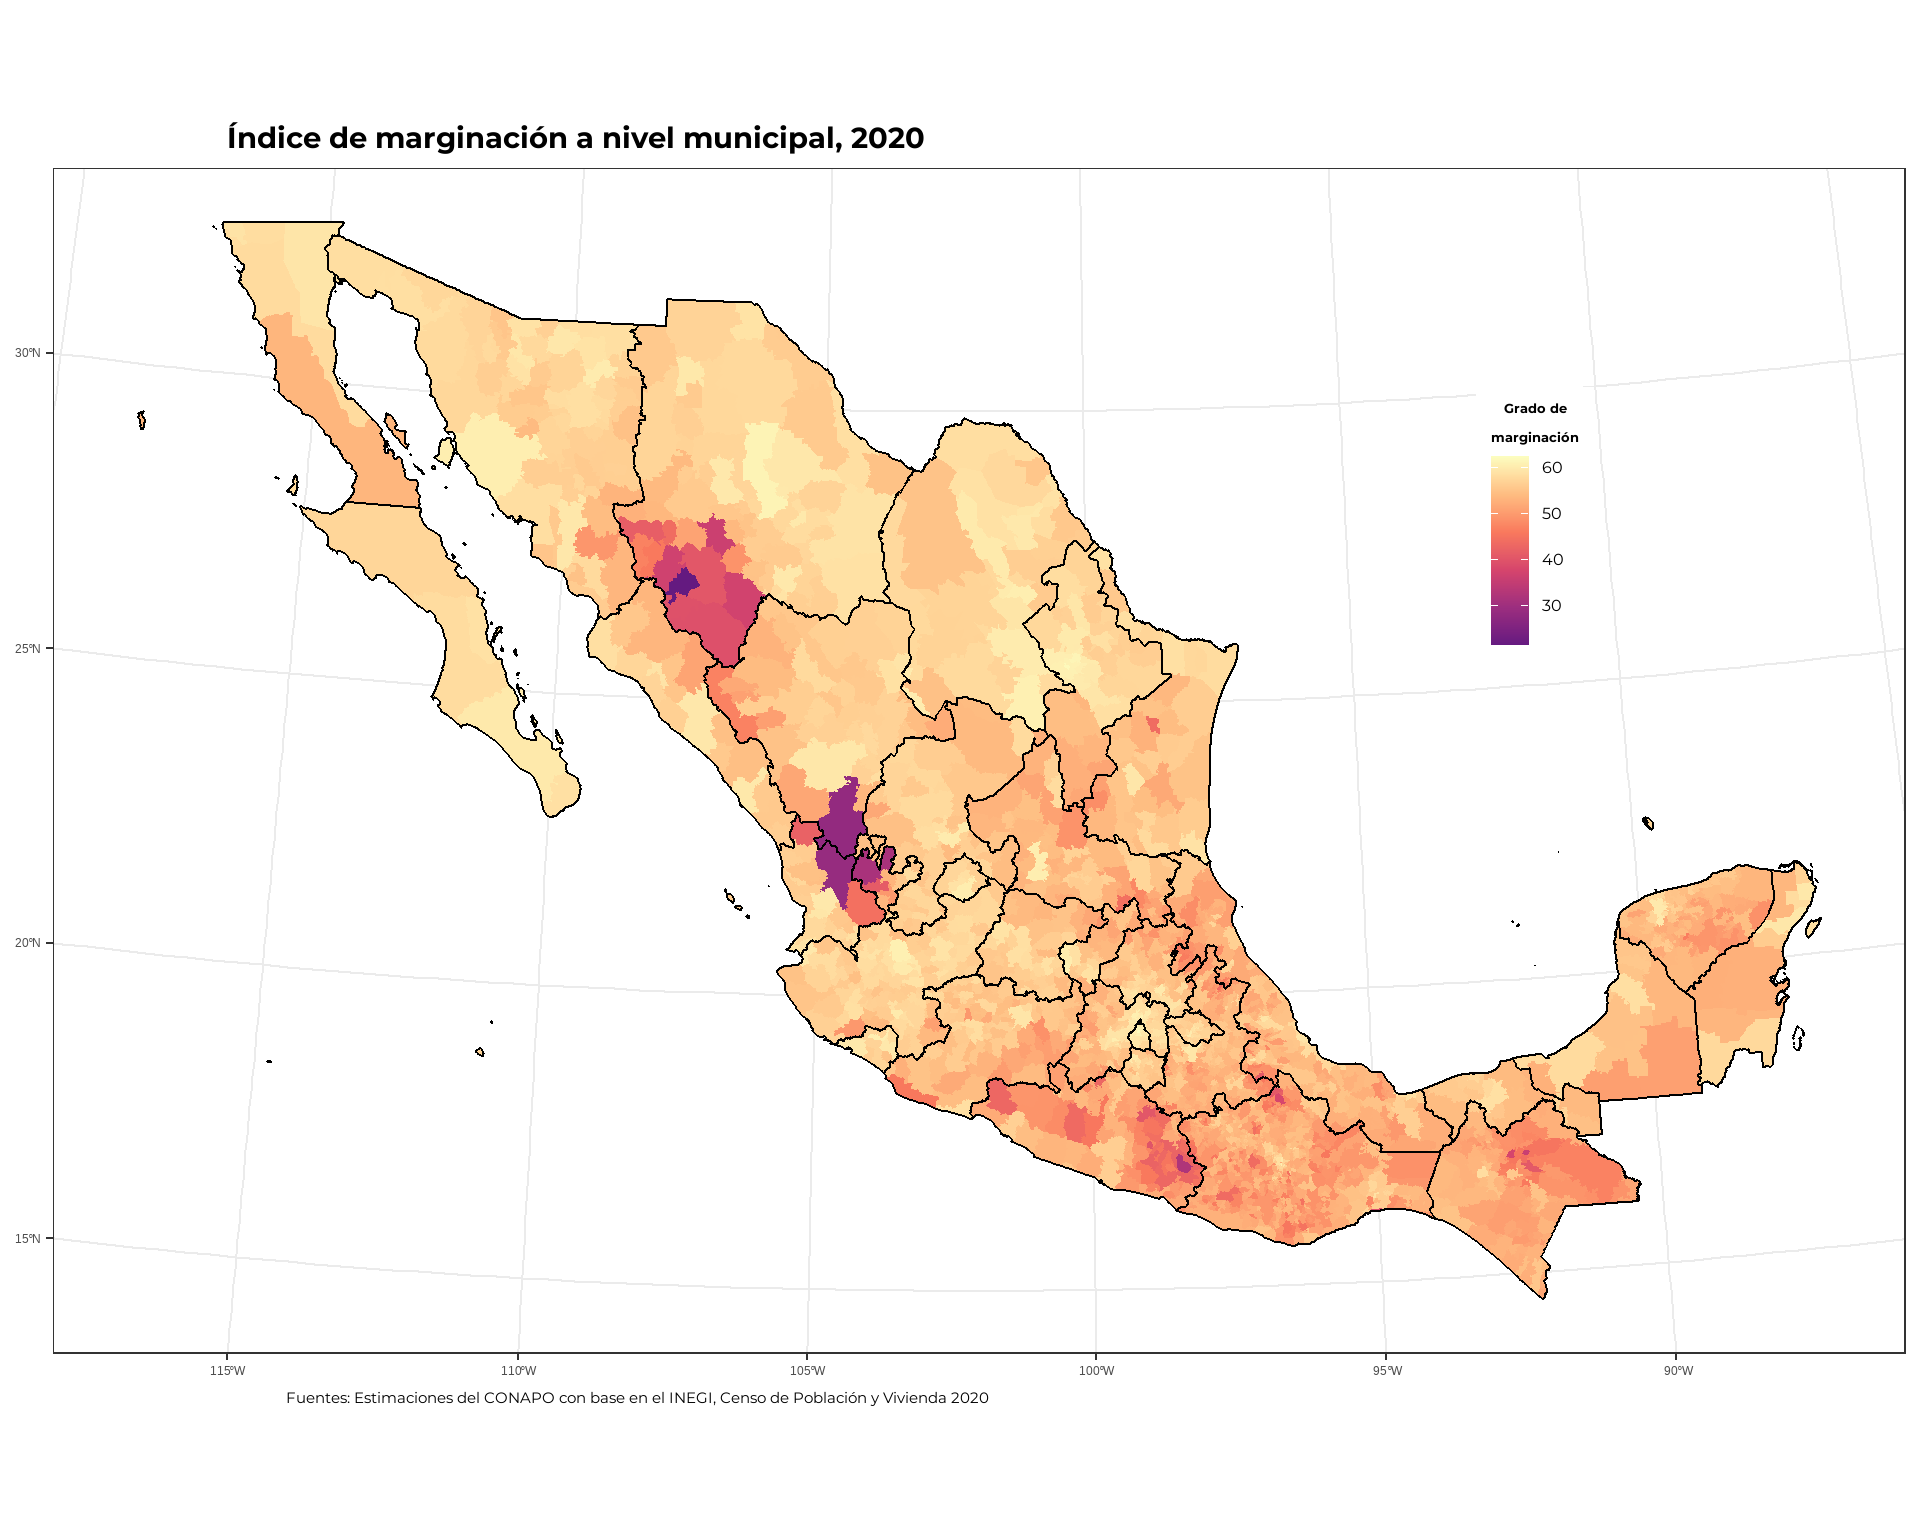 Índice de marginación a nivel municipal, 2020
30°N
25°N
20°N
15°N
Grado de
marginación
60
50
40
30
115°W
110°W
105°W
100°W
95°W
90°W
Fuentes: Estimaciones del CONAPO con base en el INEGI, Censo de Población y Vivienda 2020